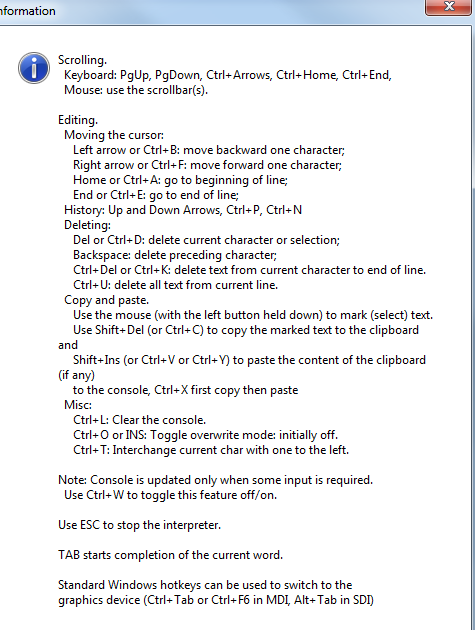 nformation
Scrolling.
Keyboard: PgUp, PgDown, Ctrl+Arrows, Ctrl+Home, Ctrl+End,
Mouse: use the scrollbar(s).
Editing.
Moving the cursor:
Left arrow or Ctrl+B: move backward one character;
Right arrow or Ctrl+F: move forward one character;
Home or Ctrl+A: go to beginning of line;
End or Ctrl+E: go to end of line;
History: Up and Down Arrows, Ctrl+P, Ctrl+N
Deleting:
Del or Ctrl+D: delete current character or selection;
Backspace: delete preceding character;
Ctrl+Del or Ctrl+K: delete text from current character to end of line.
Ctrl+U: delete all text from current line.
Copy and paste.
Use the mouse (with the left button held down) to mark (select) text.
Use Shift+Del (or Ctrl+C) to copy the marked text to the clipboard
and
Shift+Ins (or Ctrl+V or Ctrl+Y) to paste the content of the clipboard
(if any)
to the console, Ctrl+X first copy then paste
Misc:
Ctrl+L: Clear the console.
Ctrl+O or INS: Toggle overwrite mode: initially off.
Ctrl+T: Interchange current char with one to the left.
Note: Console is updated only when some input is required.
Use Ctrl+W to toggle this feature off/on.
Use ESC to stop the interpreter.
TAB starts completion of the current word.
Standard Windows hotkeys can be used to switch to the
graphics device (Ctrl+Tab or Ctrl+F6 in MDI, Alt+Tab in SDI)